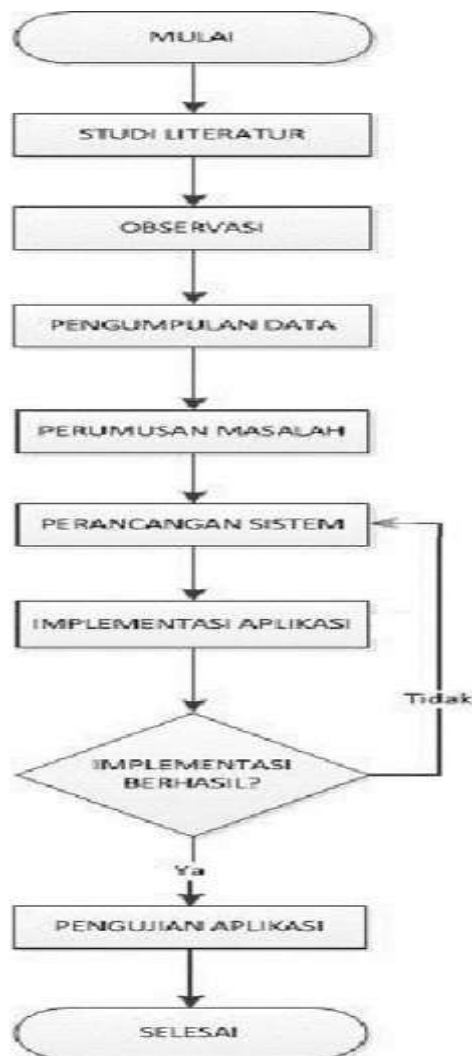 MULAI
STUDI LITERATUR
OBSERVASI
PENGUMPULAN DATA
PERUMUSAN MASALAH
PERANCANGAN SISTEM
IMPLEMENTASI APLIKASI
Tidak
IMPLEMENTASI
BERHASIL?
Ya
PENGUJIAN APLIKASI
SELESAI